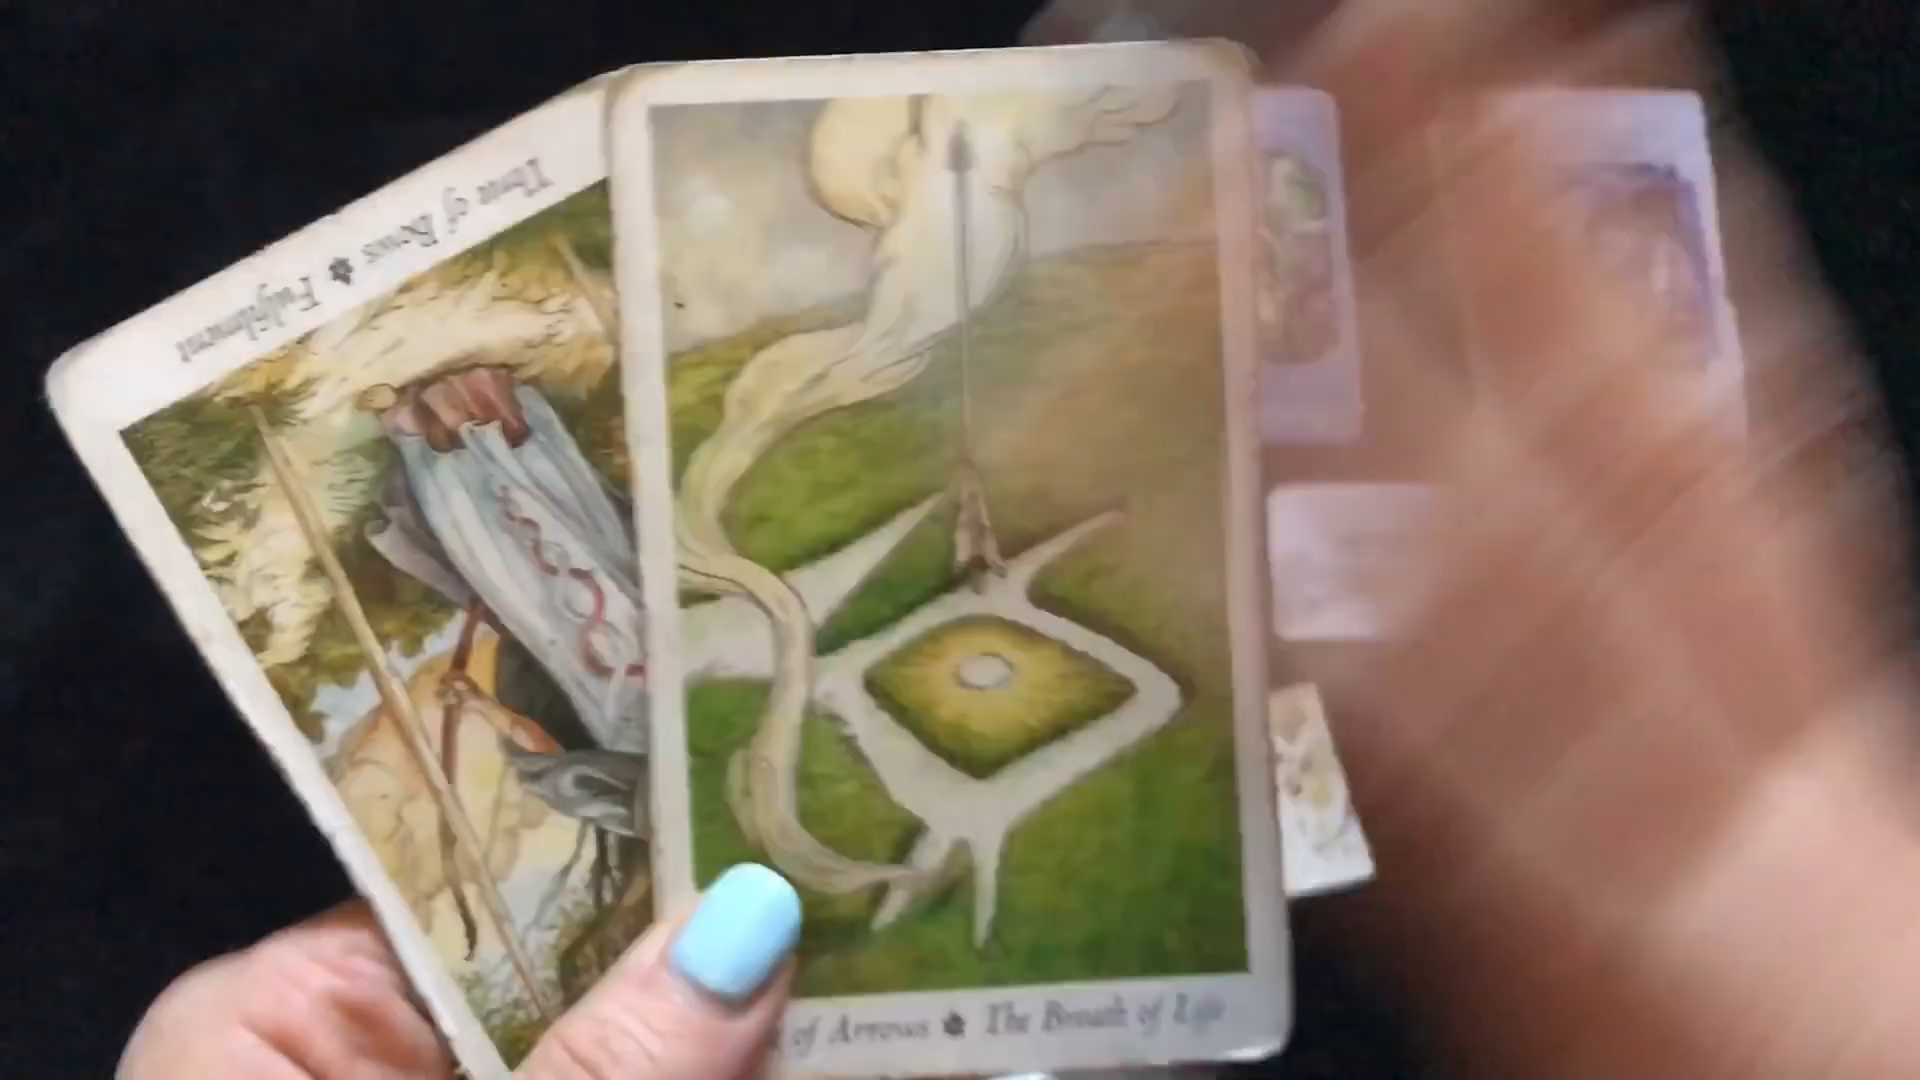 Three of Bows ✽ Fulfilment
of Arrows ✽ The Breath of Life